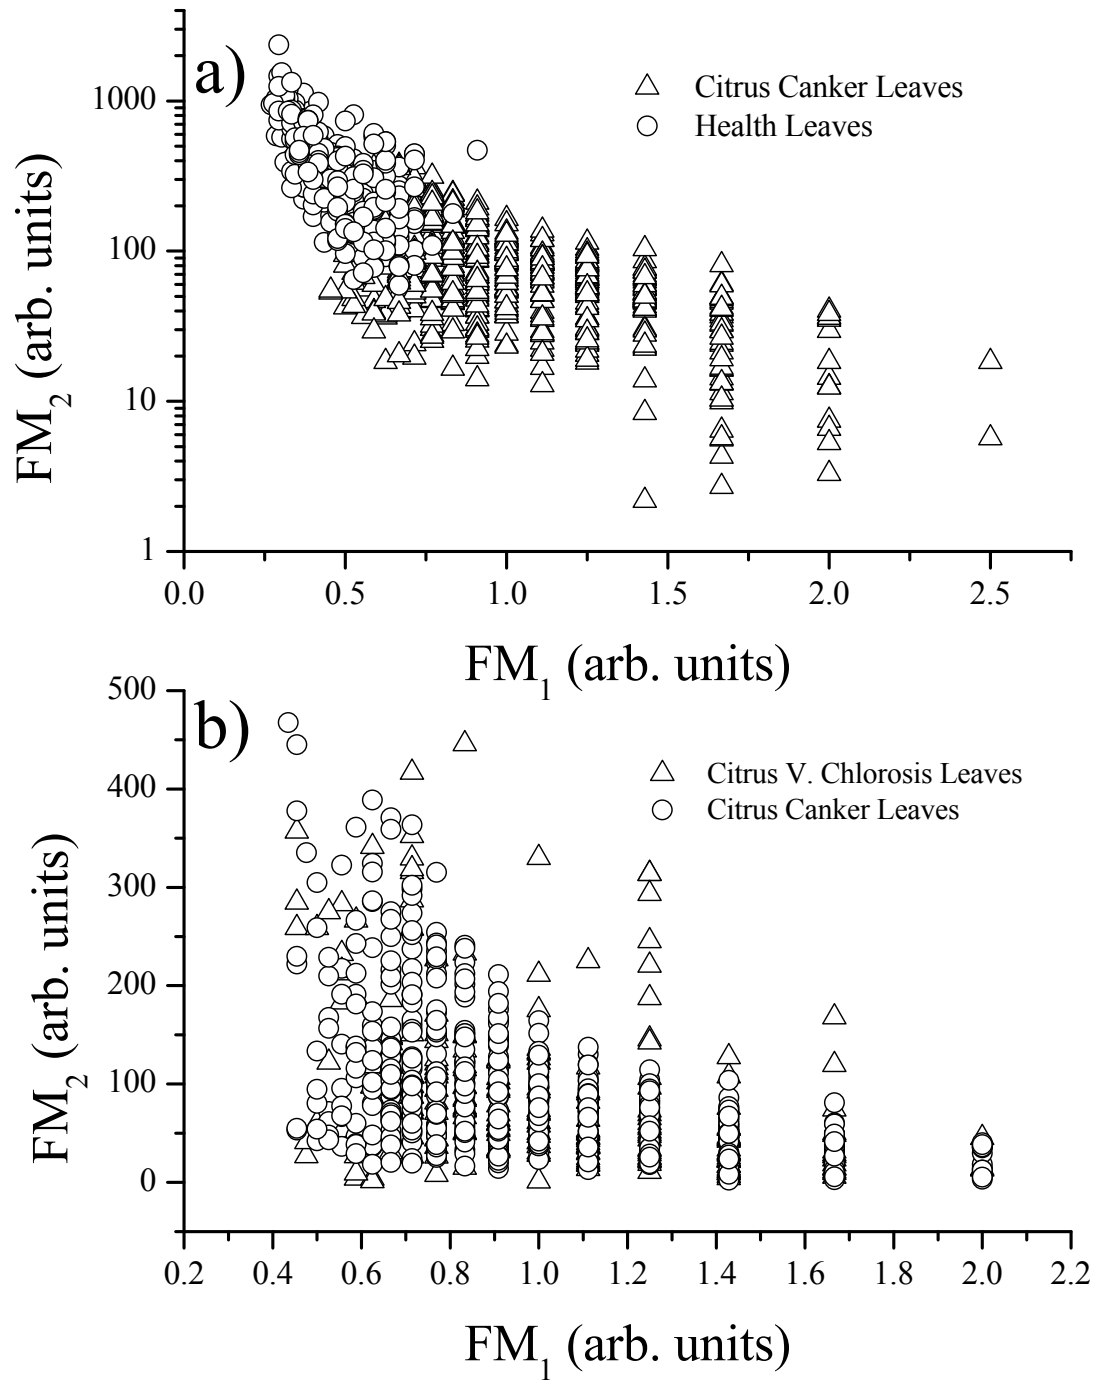 a)
Citrus Canker Leaves
Health Leaves
1000
100
10
1
FM2 (arb. units)
0.0 0.5 1.0 1.5 2.0 2.5
FM1 (arb. units)
b)
Citrus V. Chlorosis Leaves
Citrus Canker Leaves
500
400
300
200
100
0
FM2 (arb. units)
0.2 0.4 0.6 0.8 1.0 1.2 1.4 1.6 1.8 2.0 2.2
FM1 (arb. units)